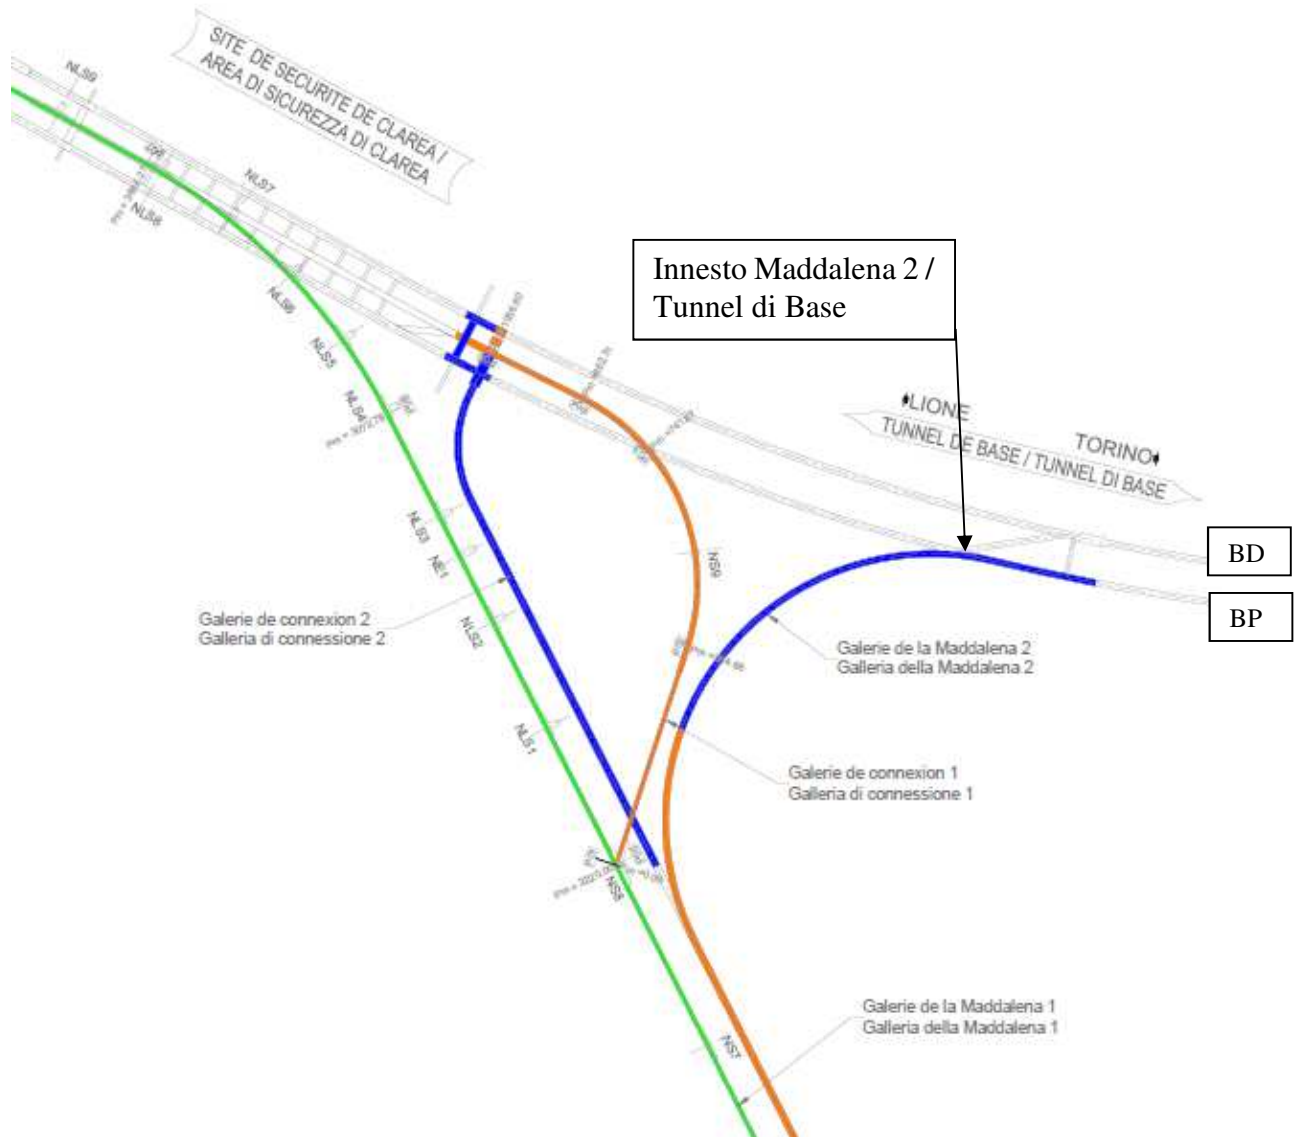 SITE DE SECURITE DE CLAREA /
AREA DI SICUREZZA DI CLAREA
NLS9
NLS7
NLS8
NLS6
NLS5
NLS4
NLS3
NE1
NLS2
NLS1
Innesto Maddalena 2 /
Tunnel di Base
LIONE
TORINO
TUNNEL DE BASE / TUNNEL DI BASE
BD
BP
NS9
Galerie de connexion 2
Galleria di connessione 2
Galerie de la Maddalena 2
Galleria della Maddalena 2
Galerie de connexion 1
Galleria di connessione 1
NS8
NS7
Galerie de la Maddalena 1
Galleria della Maddalena 1